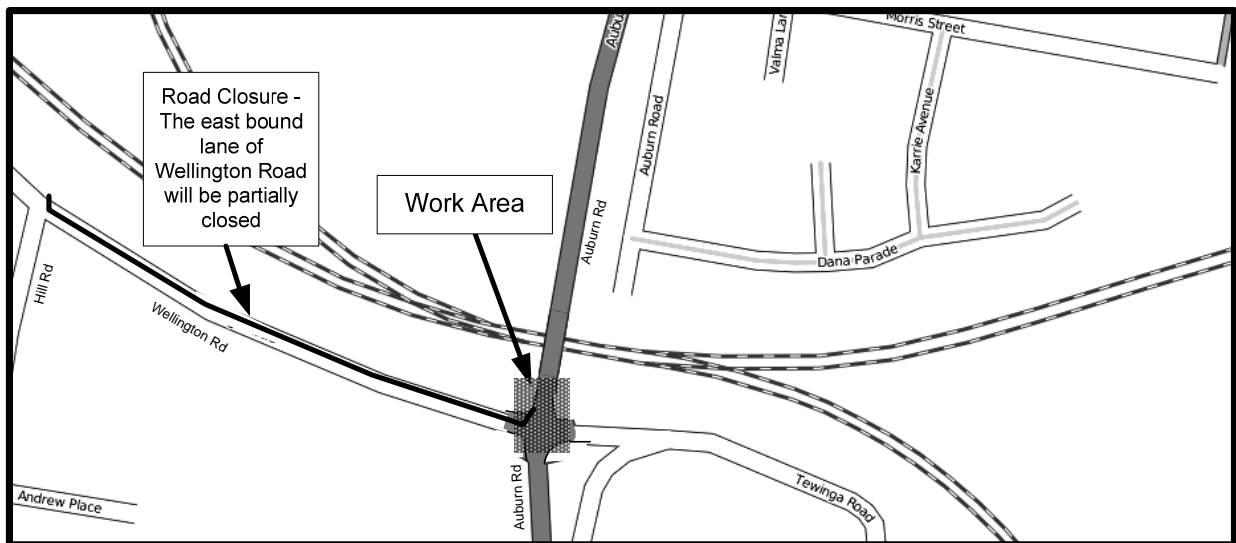 Road Closure -
The east bound
lane of
Wellington Road
will be partially
closed
Work Area
Morris Street
Auburn Road
Karrie Avenue
Auburn Rd
Dana Parade
Hill Rd
Wellington Rd
Auburn Rd
Tewinga Road
Andrew Place